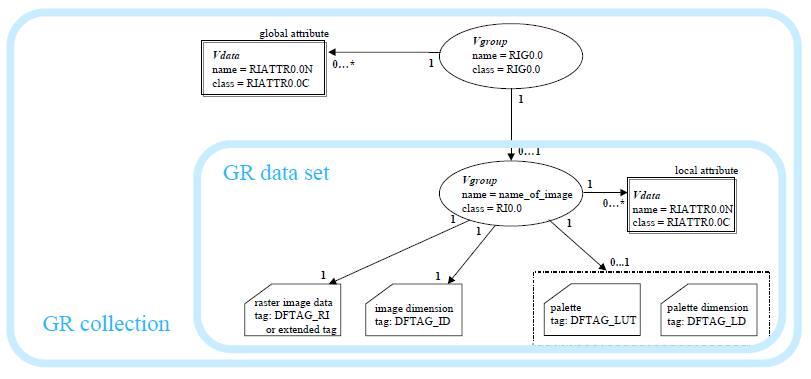 global attribute
Vdata
name = RIATTR0.0N
class = RIATTR0.0C
0…*
1
Vgroup
name = RIG0.0
class = RIG0.0
1
0…1
GR data set
Vgroup
name = name_of_image
class = RI0.0
1
0…*
local attribute
Vdata
name = RIATTR0.0N
class = RIATTR0.0C
1
1
1
1
1
0...1
raster image data
tag: DFTAG_RI
or extended tag
image dimension
tag: DFTAG_ID
palette
tag: DFTAG_LUT
palette dimension
tag: DFTAG_LD
GR collection